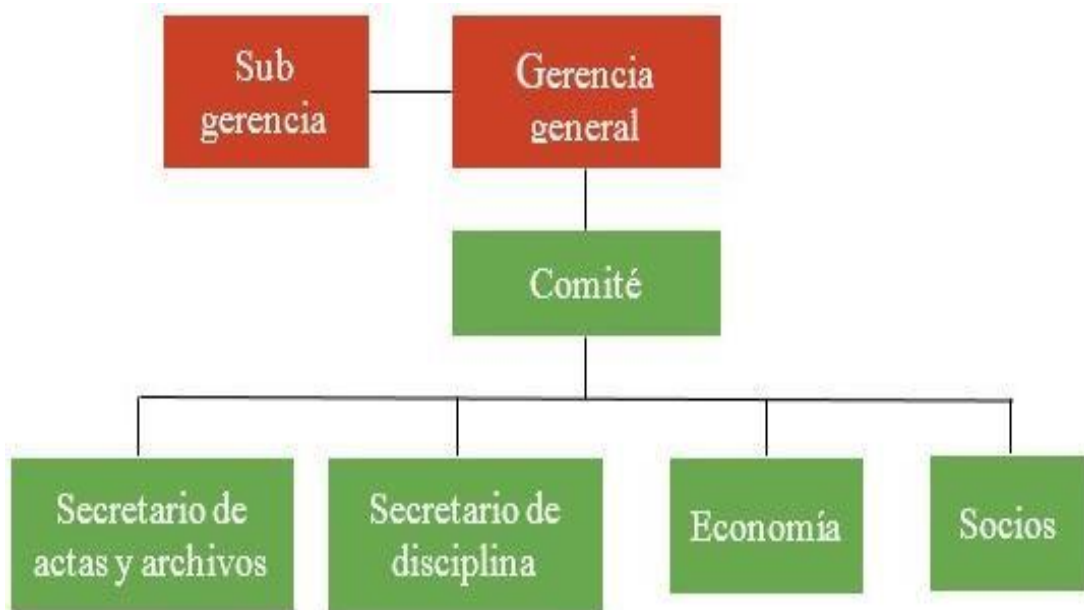 Sub
gerencia
Gerencia
general
Comité
Secretario de
actas y archivos
Secretario de
disciplina
Economía
Socios